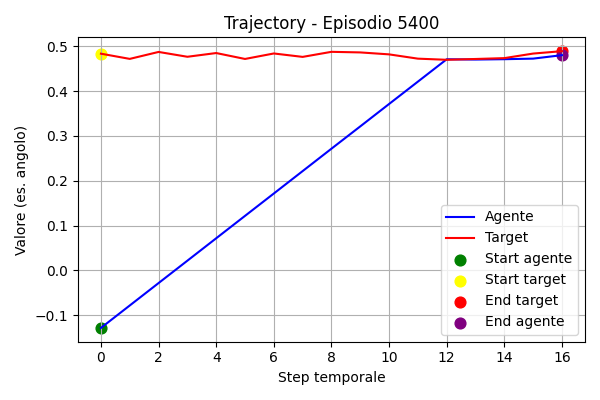 Trajectory - Episodio 5400
Valore (es. angolo)
0.5
0.4
0.3
0.2
0.1
0.0
−0.1
0 2 4 6 8 10 12 14 16
Step temporale
Agente
Target
Start agente
Start target
End target
End agente